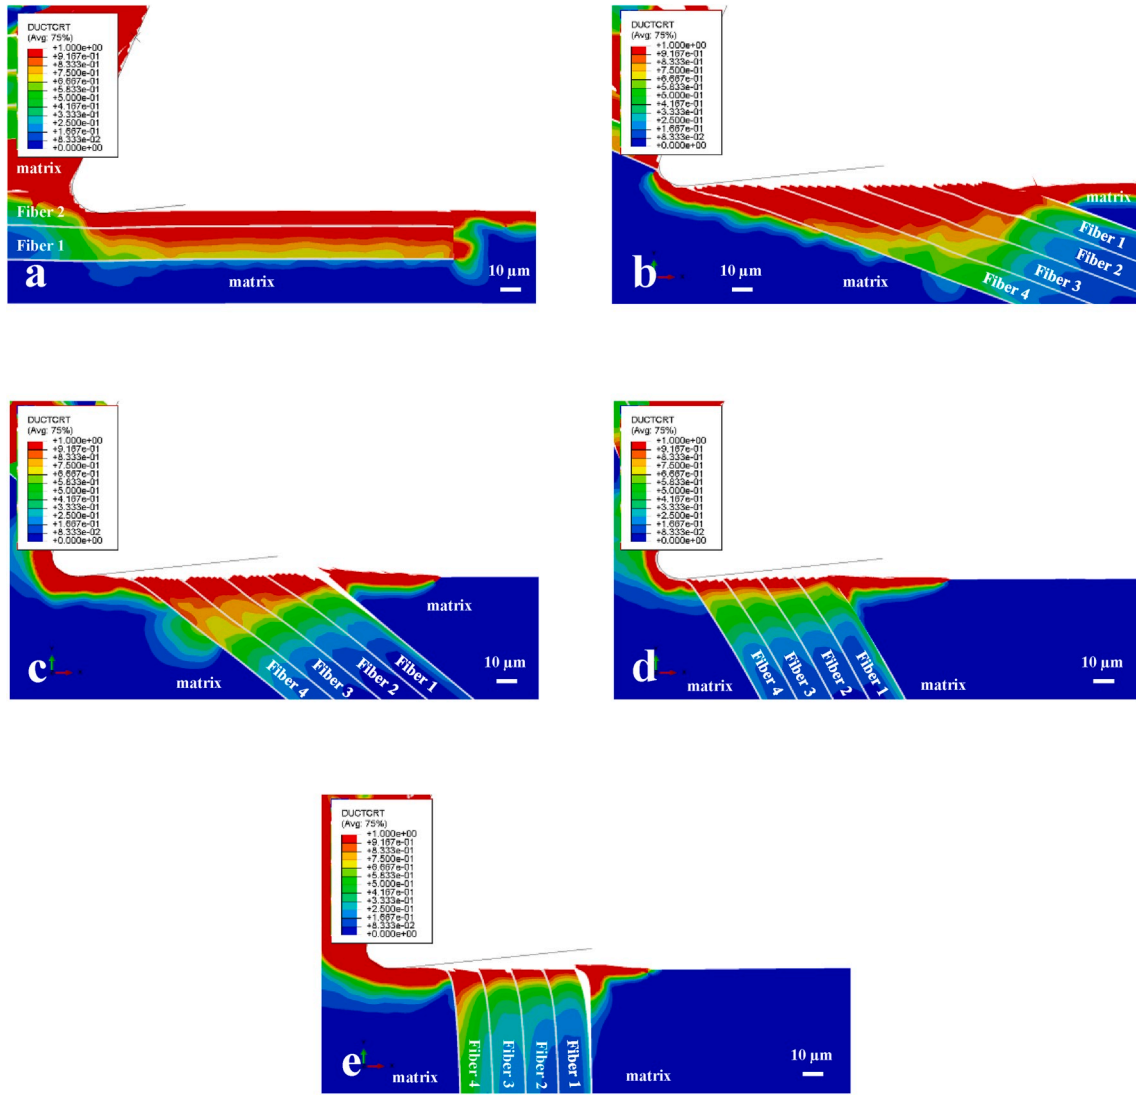 DUCTCRT
(Avg: 75%)
+1.000e+00
+9.167e-01
+8.333e-01
+7.500e-01
+6.667e-01
+5.833e-01
+5.000e-01
+4.167e-01
+3.333e-01
+2.500e-01
+1.667e-01
+8.333e-02
+0.000e+00
matrix
Fiber 2
Fiber 1
a
matrix
10 μm
DUCTCRT
(Avg: 75%)
+1.000e+00
+9.167e-01
+8.333e-01
+7.500e-01
+6.667e-01
+5.833e-01
+5.000e-01
+4.167e-01
+3.333e-01
+2.500e-01
+1.667e-01
+8.333e-02
+0.000e+00
matrix
Fiber 1
Fiber 2
Fiber 3
Fiber 4
b
matrix
10 μm
DUCTCRT
(Avg: 75%)
+1.000e+00
+9.167e-01
+8.333e-01
+7.500e-01
+6.667e-01
+5.833e-01
+5.000e-01
+4.167e-01
+3.333e-01
+2.500e-01
+1.667e-01
+8.333e-02
+0.000e+00
matrix
c
matrix
Fiber 4
Fiber 3
Fiber 2
Fiber 1
10 μm
DUCTCRT
(Avg: 75%)
+1.000e+00
+9.167e-01
+8.333e-01
+7.500e-01
+6.667e-01
+5.833e-01
+5.000e-01
+4.167e-01
+3.333e-01
+2.500e-01
+1.667e-01
+8.333e-02
+0.000e+00
d
matrix
Fiber 4
Fiber 3
Fiber 2
Fiber 1
matrix
10 μm
DUCTCRT
(Avg: 75%)
+1.000e+00
+9.167e-01
+8.333e-01
+7.500e-01
+6.667e-01
+5.833e-01
+5.000e-01
+4.167e-01
+3.333e-01
+2.500e-01
+1.667e-01
+8.333e-02
+0.000e+00
e
matrix
Fiber 4
Fiber 3
Fiber 2
Fiber 1
matrix
10 μm